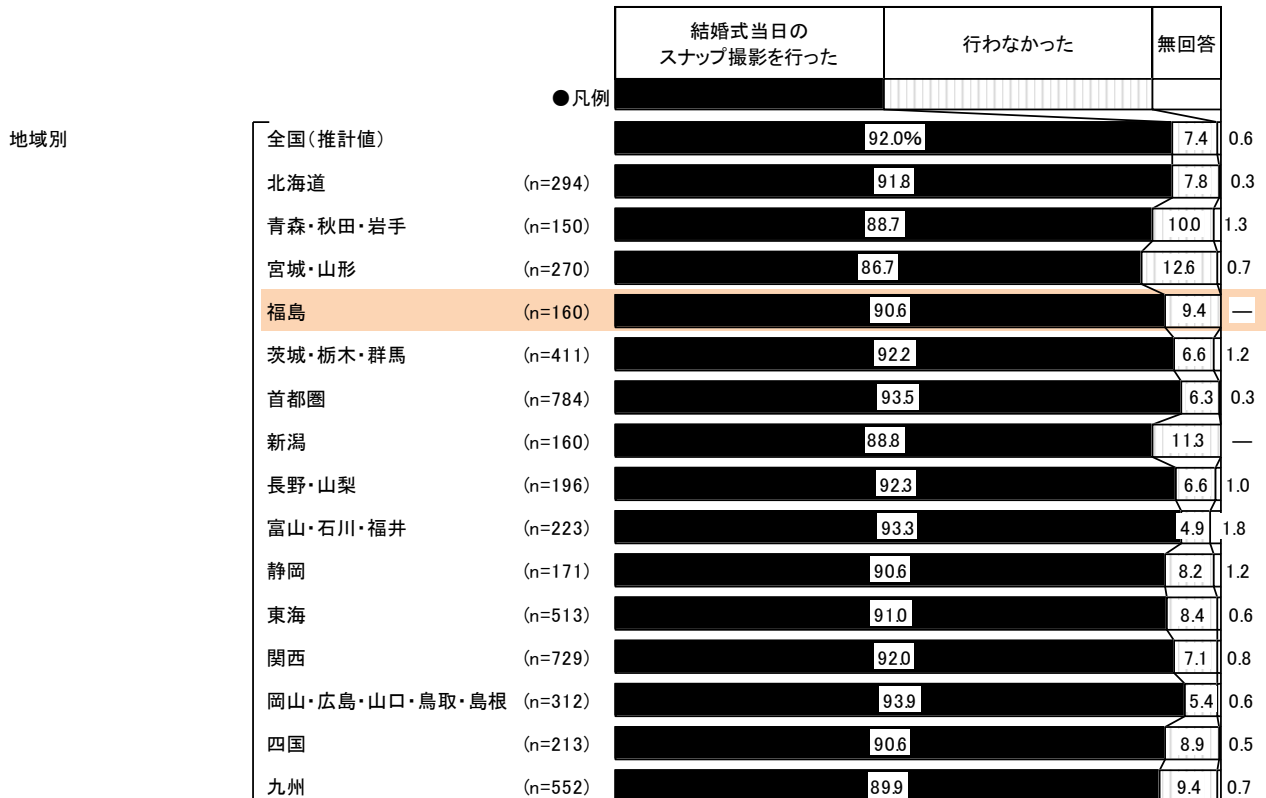 結婚式当日の
スナップ撮影を行った
行わなかった
無回答
●凡例
地域別
全国(推計値) 92.0% 7.4 0.6
北海道 (n=294) 91.8 7.8 0.3
青森・秋田・岩手 (n=150) 88.7 10.0 1.3
宮城・山形 (n=270) 86.7 12.6 0.7
福島 (n=160) 90.6 9.4 ―
茨城・栃木・群馬 (n=411) 92.2 6.6 1.2
首都圏 (n=784) 93.5 6.3 0.3
新潟 (n=160) 88.8 11.3 ―
長野・山梨 (n=196) 92.3 6.6 1.0
富山・石川・福井 (n=223) 93.3 4.9 1.8
静岡 (n=171) 90.6 8.2 1.2
東海 (n=513) 91.0 8.4 0.6
関西 (n=729) 92.0 7.1 0.8
岡山・広島・山口・鳥取・島根 (n=312) 93.9 5.4 0.6
四国 (n=213) 90.6 8.9 0.5
九州 (n=552) 89.9 9.4 0.7